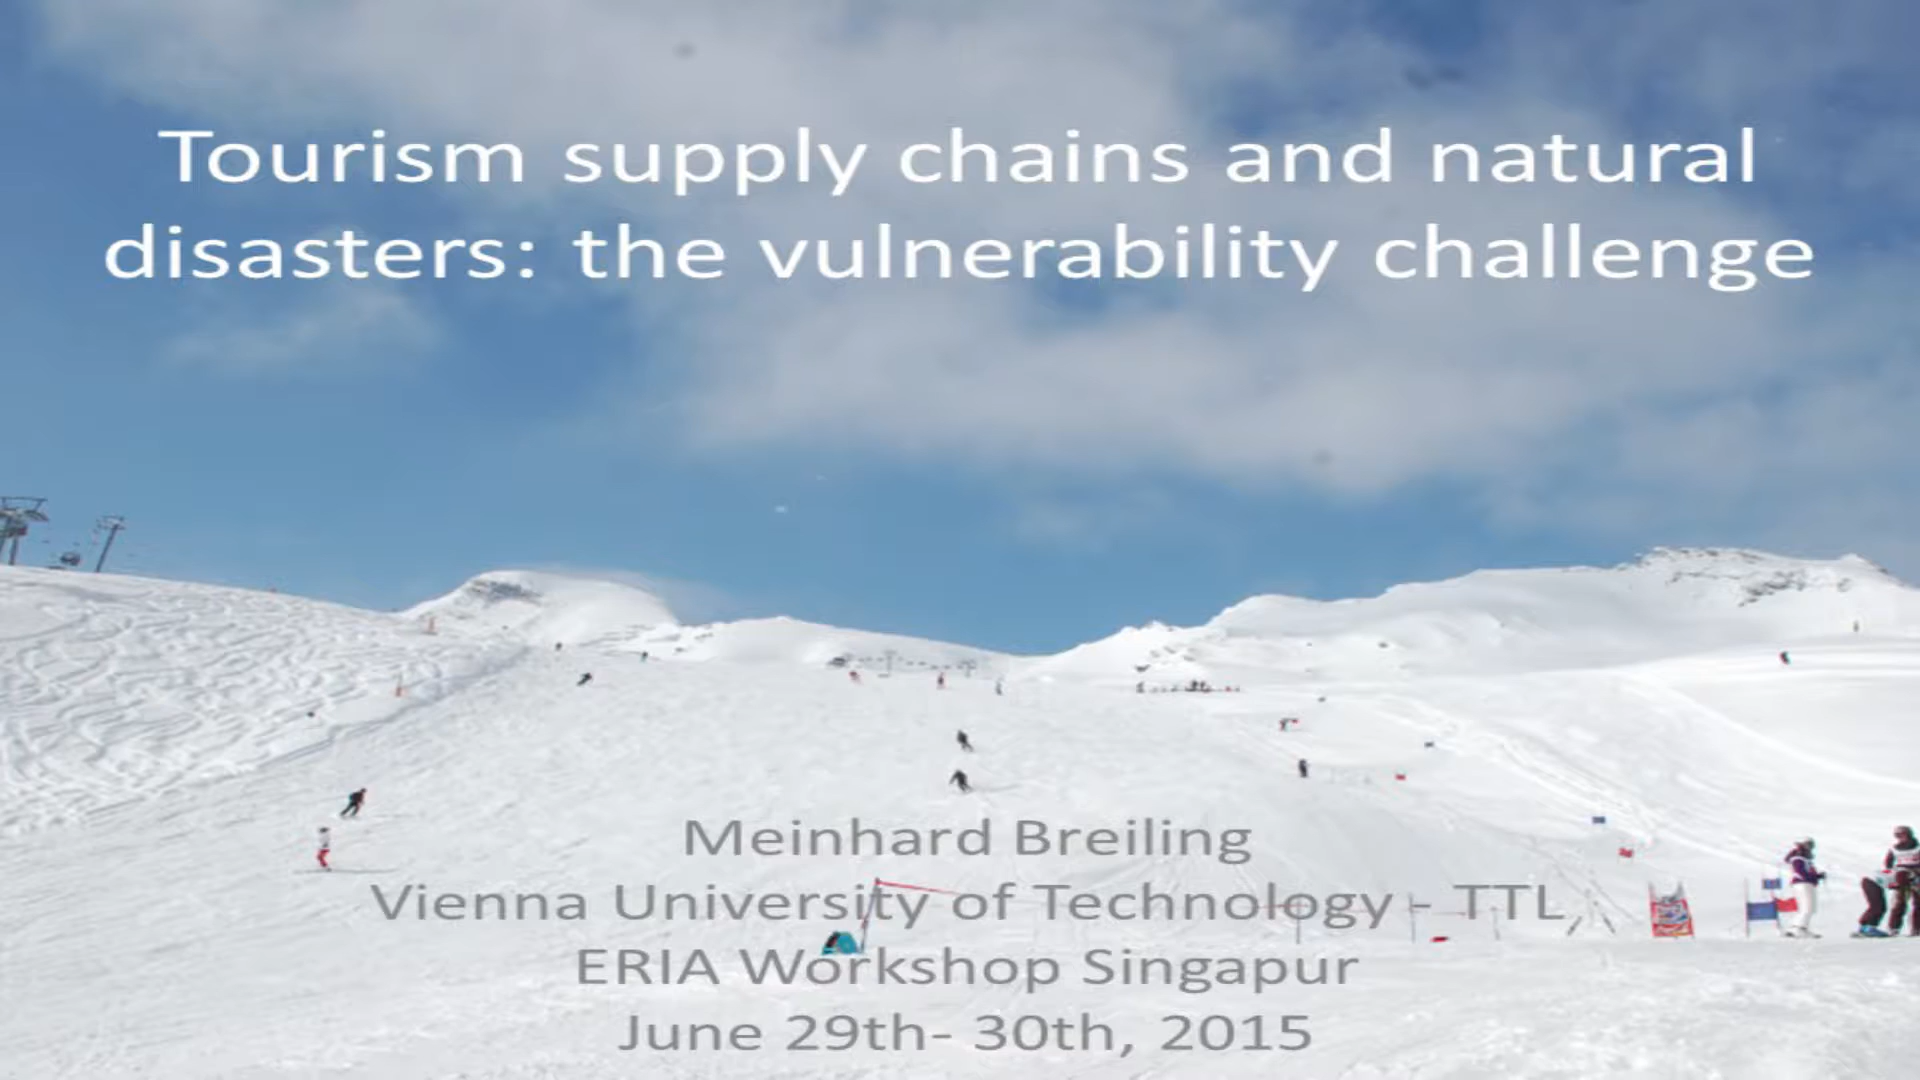 Tourism supply chains and natural
disasters: the vulnerability challenge
Meinhard Breiling
Vienna University of Technology - TTL
ERIA Workshop Singapur
June 29th- 30th, 2015